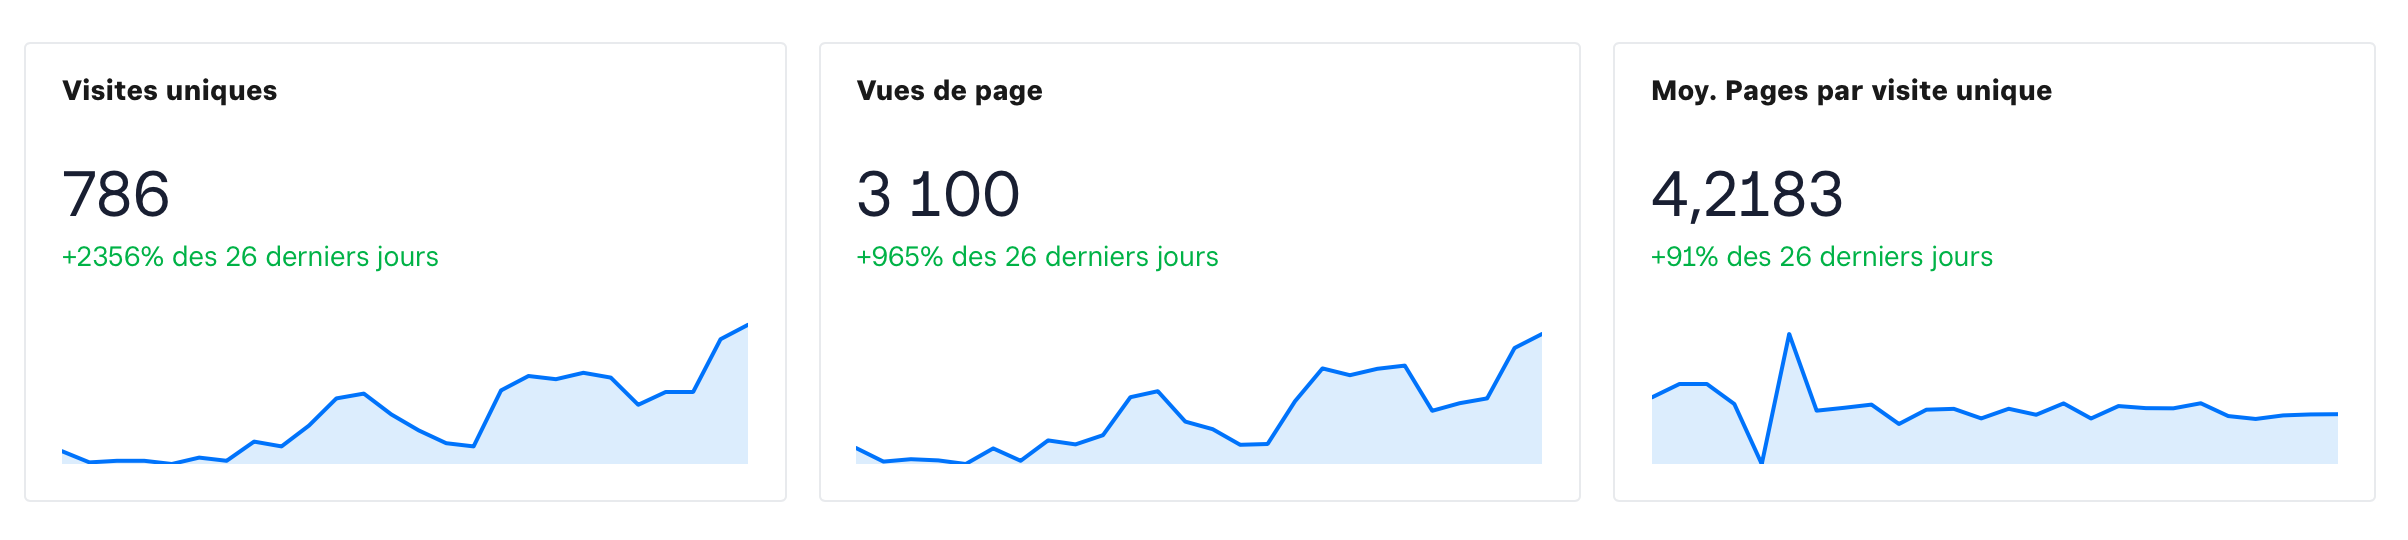 Visites uniques
786
+2356% des 26 derniers jours
Vues de page
3 100
+965% des 26 derniers jours
Moy. Pages par visite unique
4,2183
+91% des 26 derniers jours